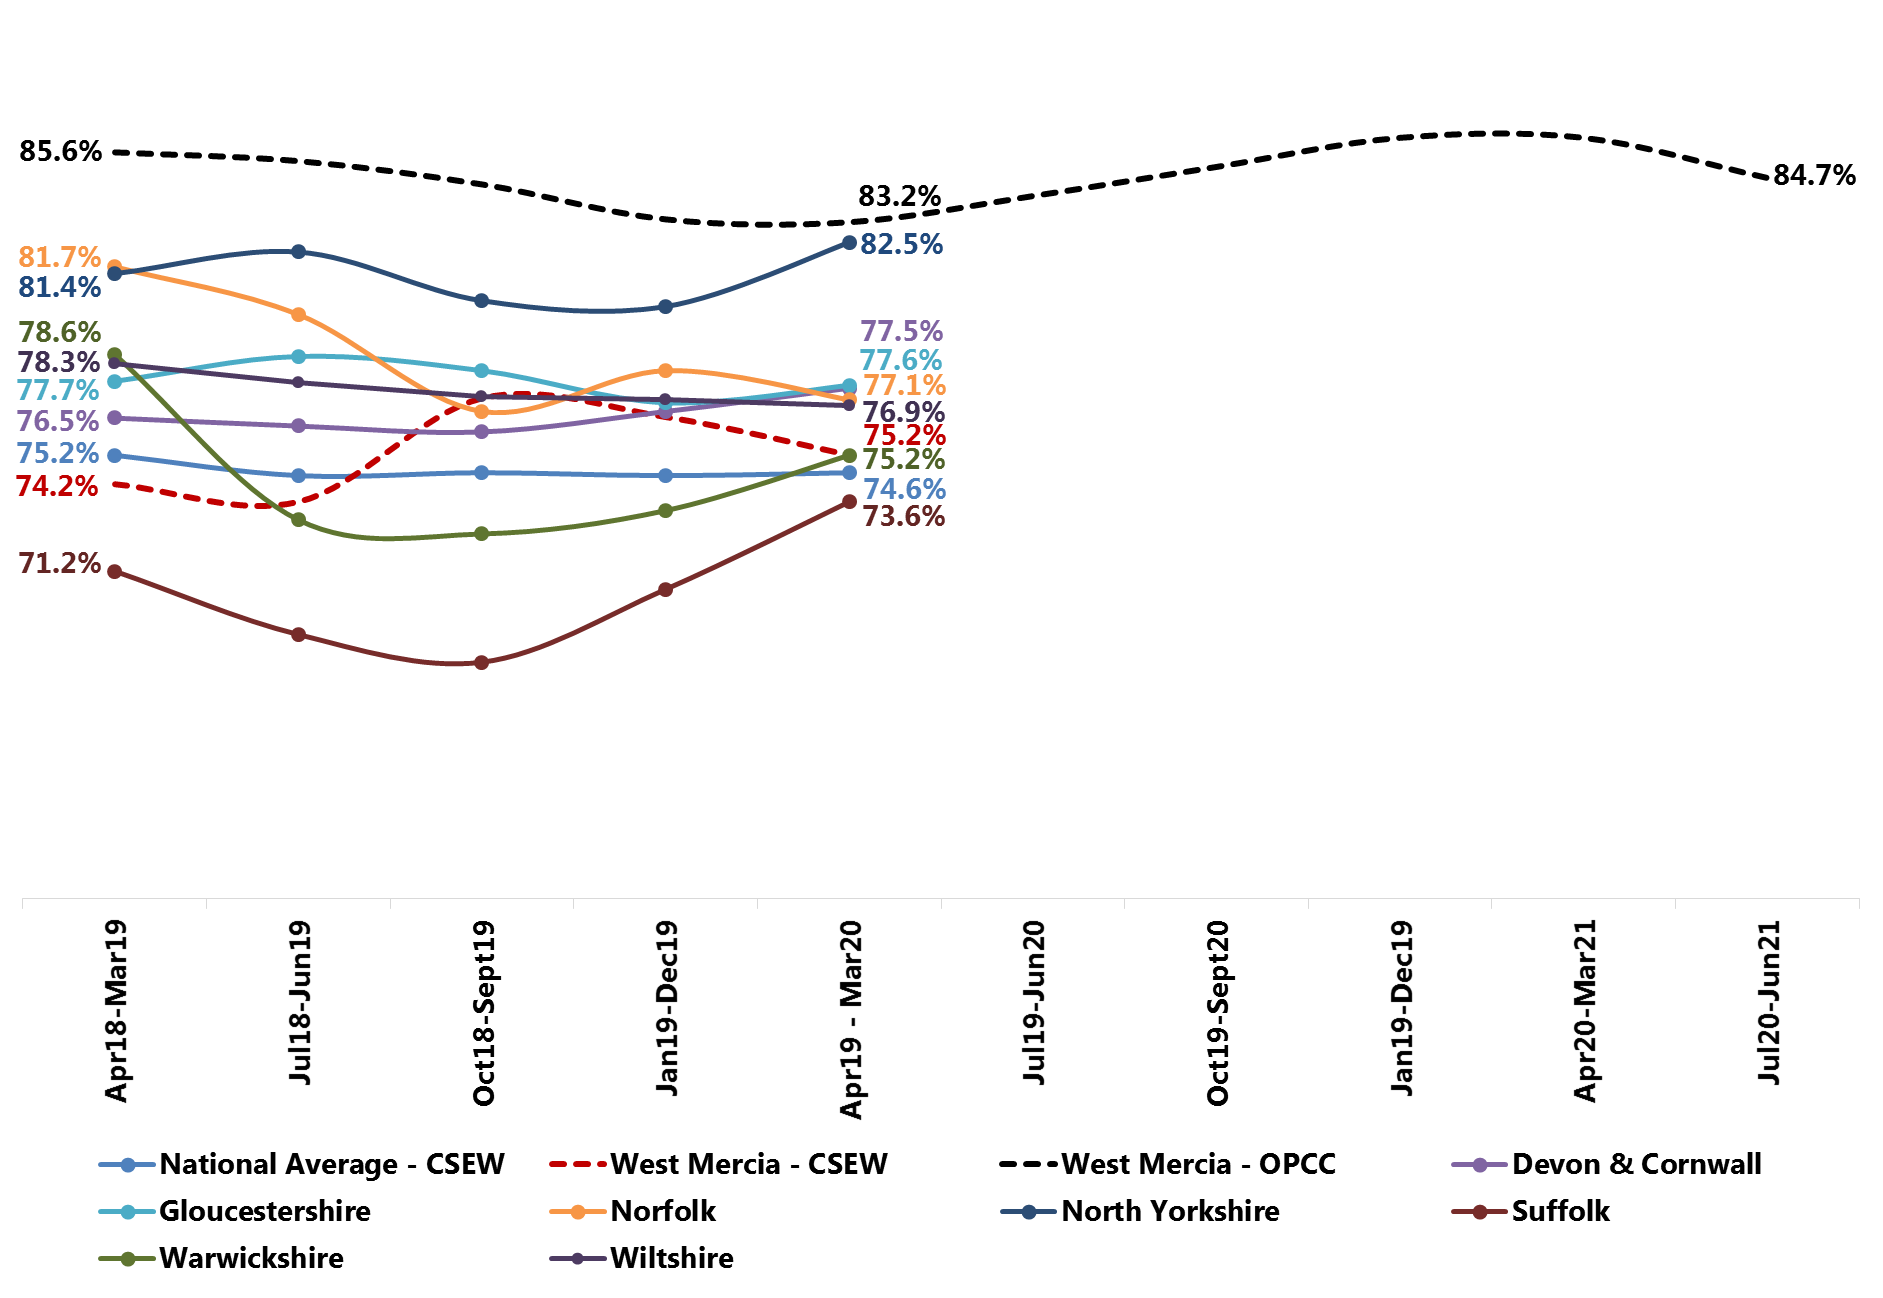 85.6%
83.2%
84.7%
81.7%
81.4%
82.5%
78.6%
78.3%
77.7%
76.5%
75.2%
74.2%
71.2%
77.5%
77.6%
77.1%
76.9%
75.2%
75.2%
74.6%
73.6%
Apr18-Mar19
Jul18-Jun19
Oct18-Sept19
Jan19-Dec19
Apr19 - Mar20
Jul19-Jun20
Oct19-Sept20
Jan19-Dec19
Apr20-Mar21
Jul20-Jun21
National Average - CSEW
West Mercia - CSEW
West Mercia - OPCC
Devon & Cornwall
Gloucestershire
Norfolk
North Yorkshire
Suffolk
Warwickshire
Wiltshire